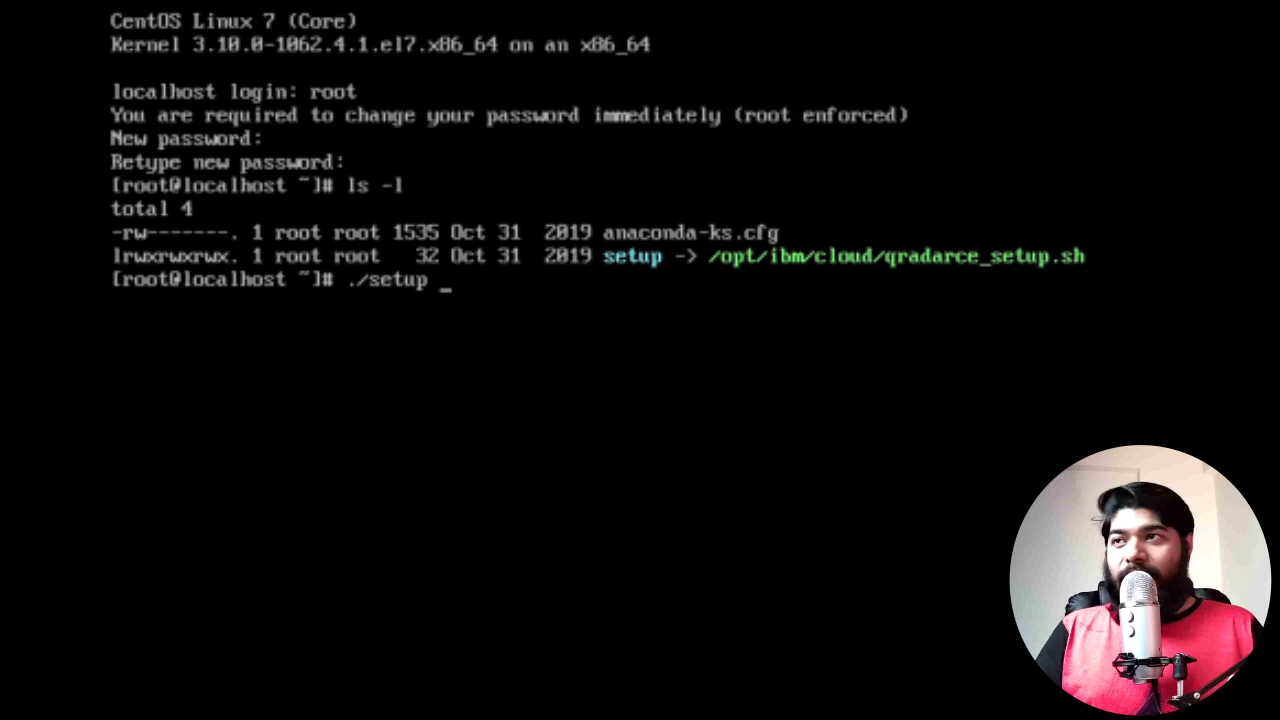 CentOS Linux 7 (Core)
Kernel 3.10.0-1062.4.1.el7.x86_64 on an x86_64
localhost login: root
You are required to change your password immediately (root enforced)
New password:
Retype new password:
[root@localhost ~]# ls -l
total 4
-rw-------. 1 root root 1535 Oct 31  2019 anaconda-ks.cfg
lrwxrwxrwx. 1 root root   32 Oct 31  2019 setup -> /opt/ibm/cloud/qradarce_setup.sh
[root@localhost ~]# ./setup _